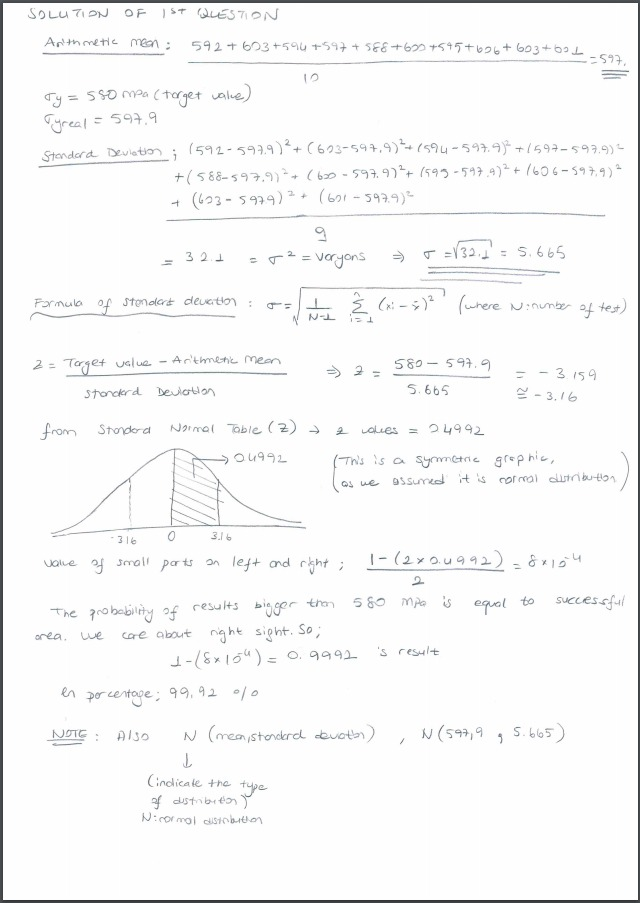 SOLUTION OF 1ST QUESTION
Arithmetic mean : 592 + 603 + 594 + 597 + 588 + 600 + 595 + 606 + 603 + 601 = 597.
10
σy = 580 mPa (target value)
σyreal = 597.9
Standard Deviation ; (592 - 597.9)² + (603 - 597.9)² + (594 - 597.9)² + (597 - 597.9)²
+ (588 - 597.9)² + (600 - 597.9)² + (595 - 597.9)² + (606 - 597.9)²
+ (603 - 597.9)² + (601 - 597.9)²
9
= 32.1 = σ² = varyans ⇒ σ = √32.1 = 5.665
Formula of standart deviation : σ = √ 1/(N-1) Σ (xi - x̄)² (where N: number of test)
n
i = 1
z = Target value - Arithmetic mean ⇒ z = 580 - 597.9 = - 3.159
Standard Deviation 5.665 ≅ - 3.16
from Standard Normal Table (Z) → z values = 0.4992
0.4992 (This is a symmetric graphic,
as we assumed it is normal distribution)
-3.16 0 3.16
value of small parts on left and right ; 1 - (2 x 0.4992) = 8 x 10⁻⁴
2
The probability of results bigger than 580 mPa is equal to successful
area. we care about right sight. So;
1 - (8 x 10⁻⁴) = 0.9992 's result
in percentage; 99,92 %
NOTE : Also N (mean, standard deviation) , N (597,9 , 5.665)
↓
(indicate the type
of distribution)
N: normal distribution